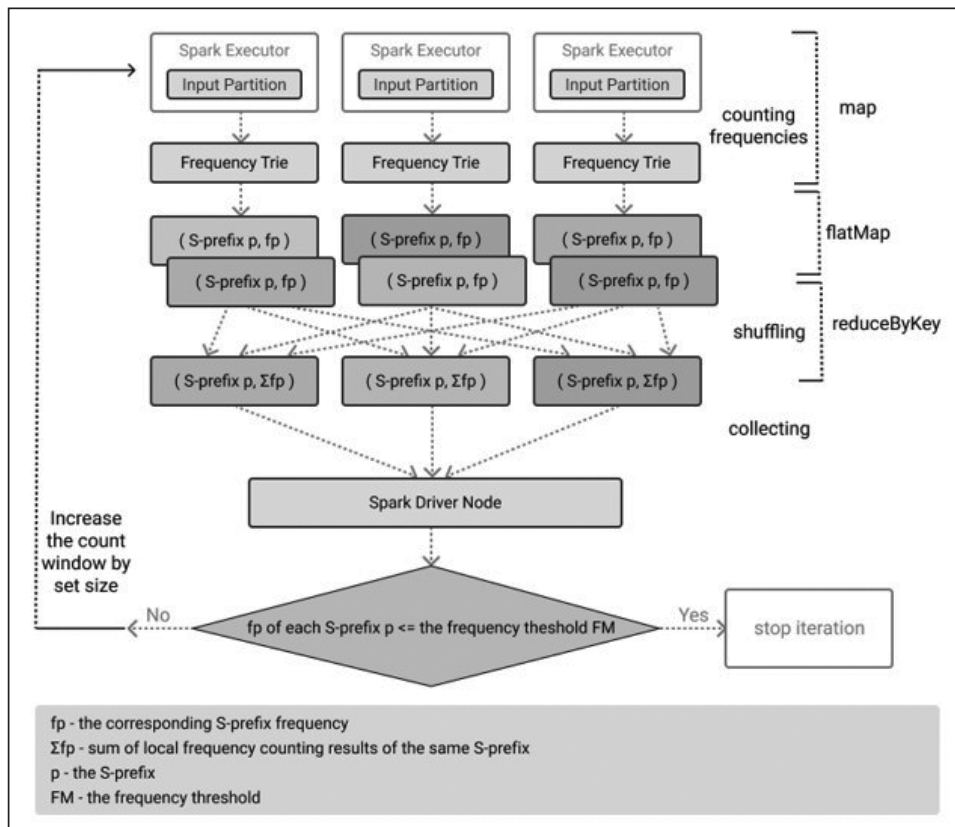 Spark Executor
Input Partition
Spark Executor
Input Partition
Spark Executor
Input Partition
counting
frequencies
map
Frequency Trie
Frequency Trie
Frequency Trie
( S-prefix p, fp )
( S-prefix p, fp )
( S-prefix p, fp )
flatMap
( S-prefix p, fp )
( S-prefix p, fp )
( S-prefix p, fp )
shuffling
reduceByKey
( S-prefix p, Σfp )
( S-prefix p, Σfp )
( S-prefix p, Σfp )
collecting
Spark Driver Node
Increase
the count
window by
set size
No
fp of each S-prefix p <= the frequency theshold FM
Yes
stop iteration
fp - the corresponding S-prefix frequency
Σfp - sum of local frequency counting results of the same S-prefix
p - the S-prefix
FM - the frequency threshold